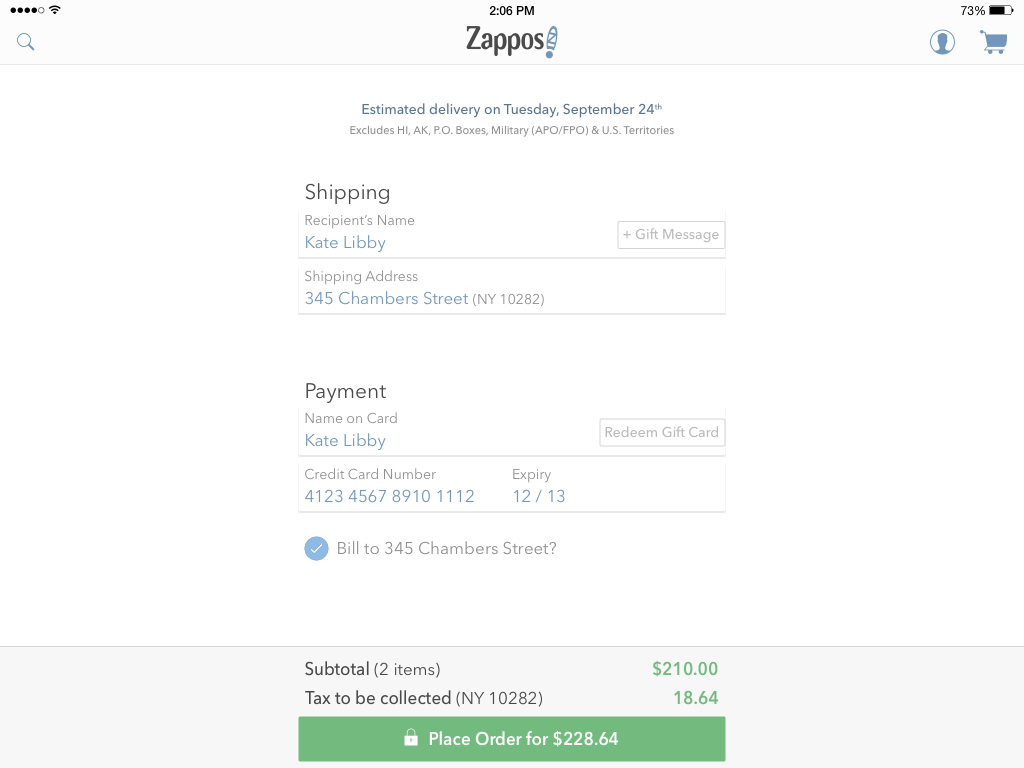 2:06 PM
73%
Zappos
Estimated delivery on Tuesday, September 24th
Excludes HI, AK, P.O. Boxes, Military (APO/FPO) & U.S. Territories
Shipping
Recipient's Name
Kate Libby
+ Gift Message
Shipping Address
345 Chambers Street (NY 10282)
Payment
Name on Card
Kate Libby
Redeem Gift Card
Credit Card Number Expiry
4123 4567 8910 1112 12 / 13
Bill to 345 Chambers Street?
Subtotal (2 items) $210.00
Tax to be collected (NY 10282) 18.64
Place Order for $228.64